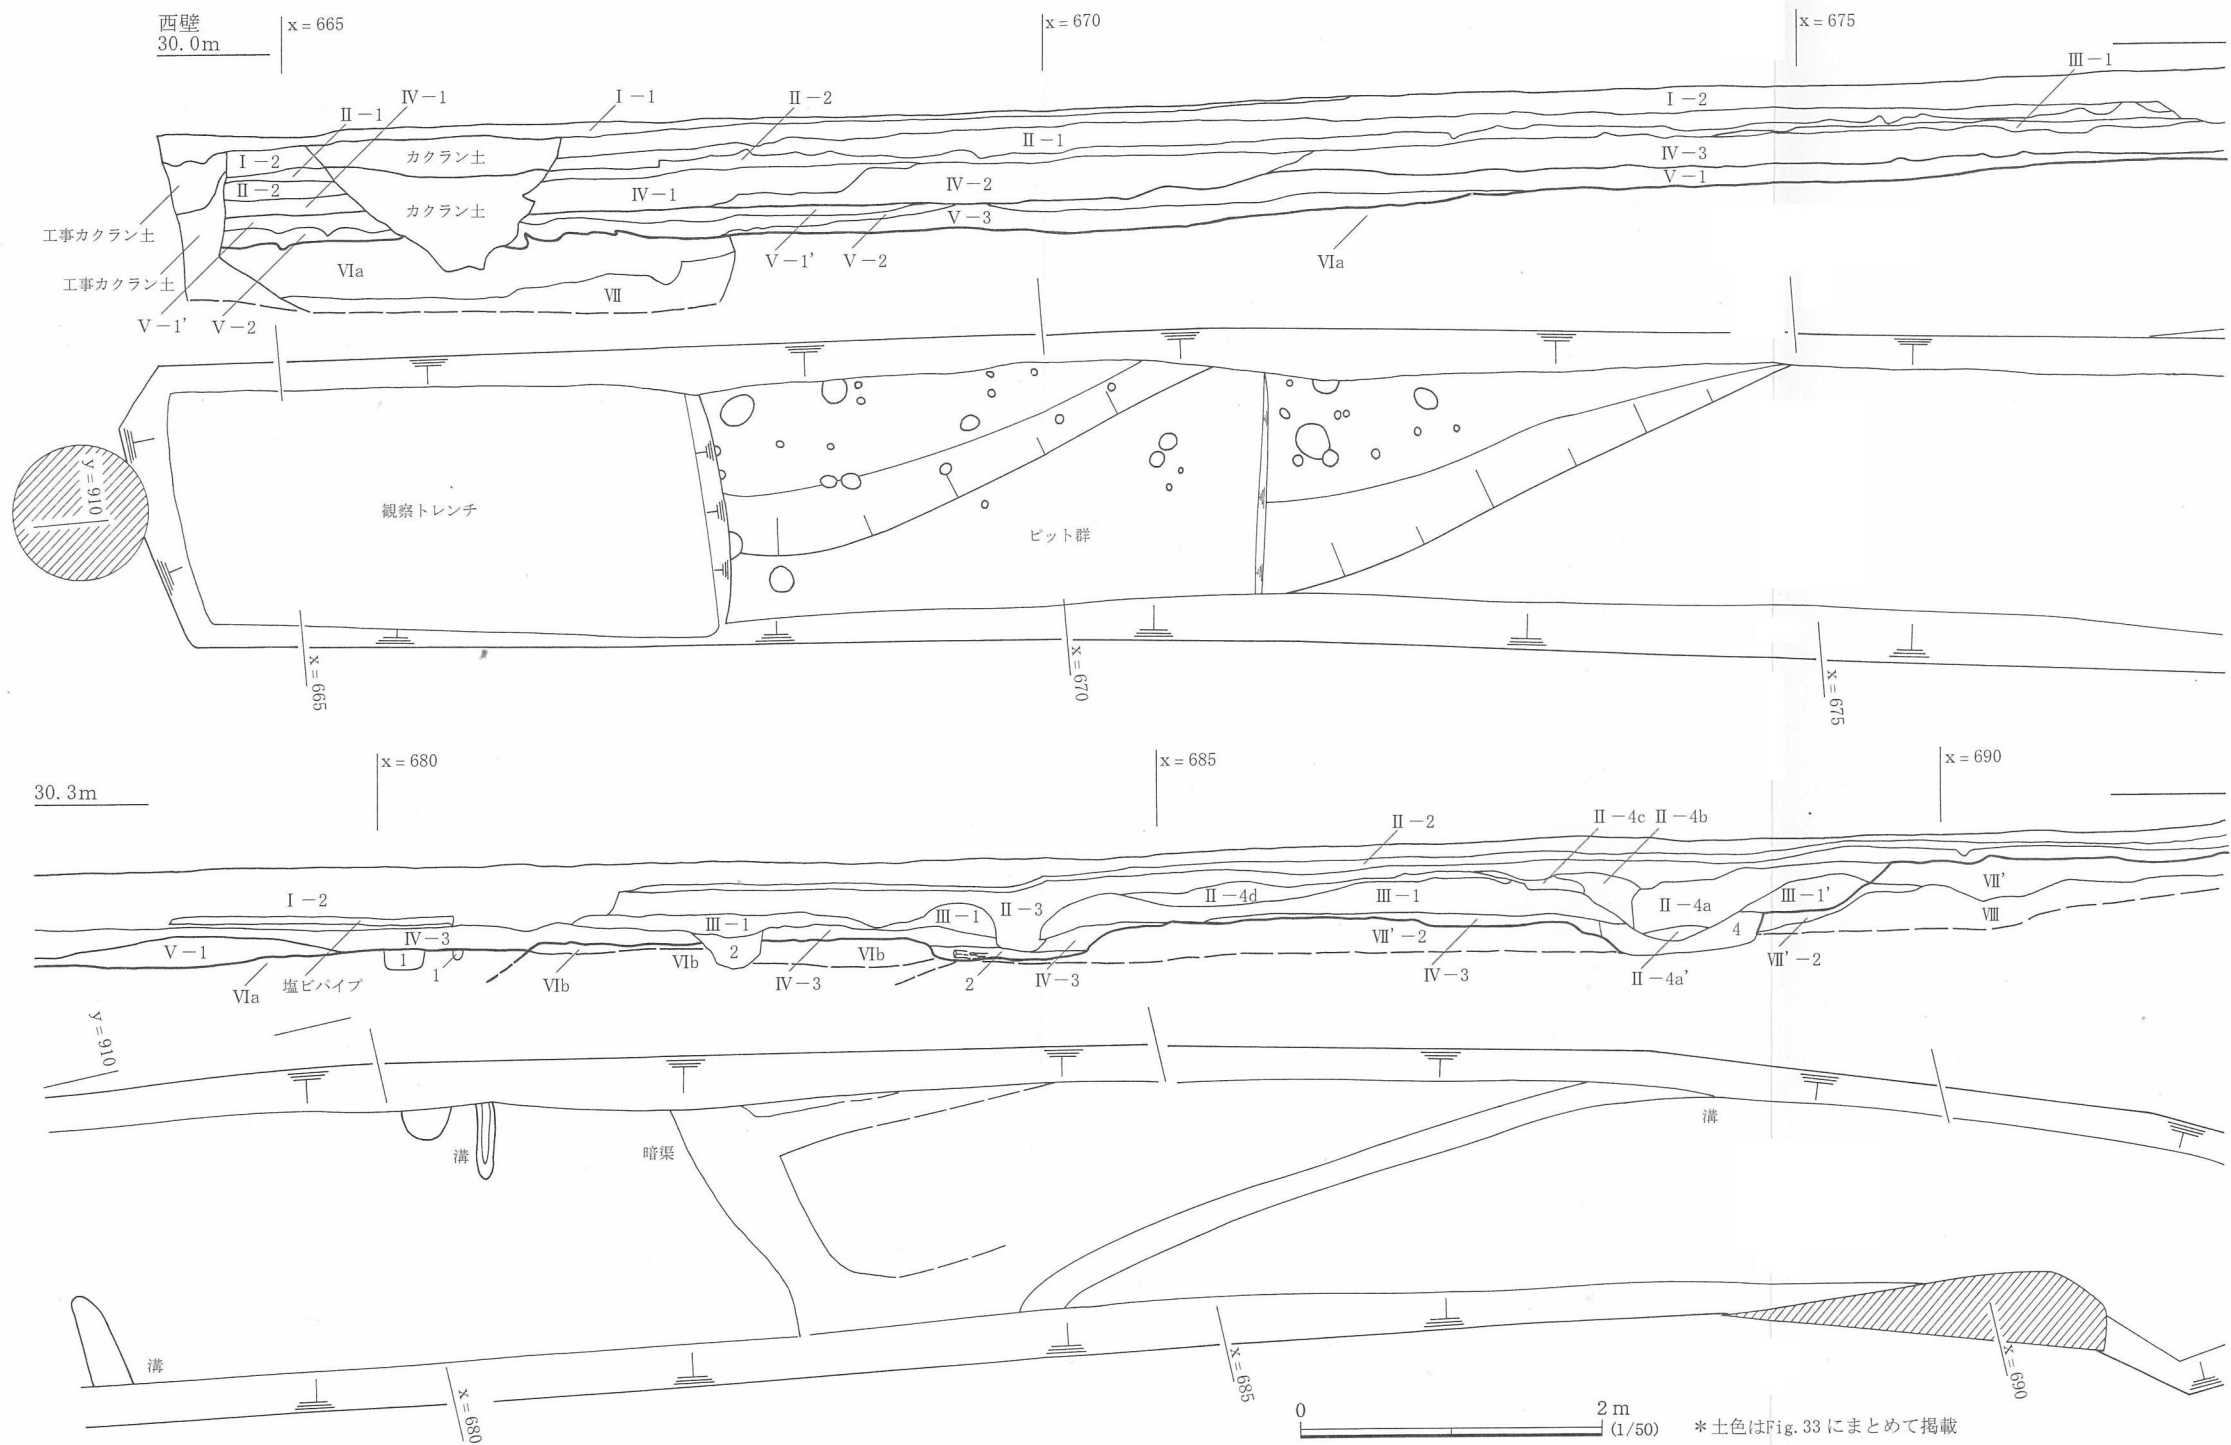 西壁
30.0m
x = 665
x = 670
x = 675
Ⅲ－1
Ⅳ－1
Ⅱ－1
Ⅰ－1
Ⅱ－2
Ⅰ－2
Ⅱ－1
カクラン土
Ⅰ－2
Ⅱ－2
Ⅳ－3
Ⅴ－1
Ⅳ－1
Ⅳ－2
カクラン土
Ⅴ－3
工事カクラン土
工事カクラン土
Ⅵa
Ⅶ
Ⅴ－1'
Ⅴ－2
Ⅵa
Ⅴ－1'
Ⅴ－2
y = 910
観察トレンチ
ピット群
x = 665
x = 670
x = 675
x = 680
x = 685
x = 690
30.3m
Ⅱ－2
Ⅱ－4c
Ⅱ－4b
Ⅰ－2
Ⅲ－1
Ⅲ－1
Ⅱ－3
Ⅱ－4d
Ⅲ－1
Ⅱ－4a
Ⅲ－1'
Ⅶ'
Ⅷ
Ⅴ－1
Ⅳ－3
1
1
2
Ⅵb
Ⅵb
Ⅶ'－2
4
Ⅵa
塩ビパイプ
Ⅵb
Ⅳ－3
2
Ⅳ－3
Ⅳ－3
Ⅱ－4a'
Ⅶ'－2
y = 910
溝
暗渠
溝
溝
x = 680
x = 685
x = 690
0
2 m
(1/50)
＊土色はFig. 33 にまとめて掲載